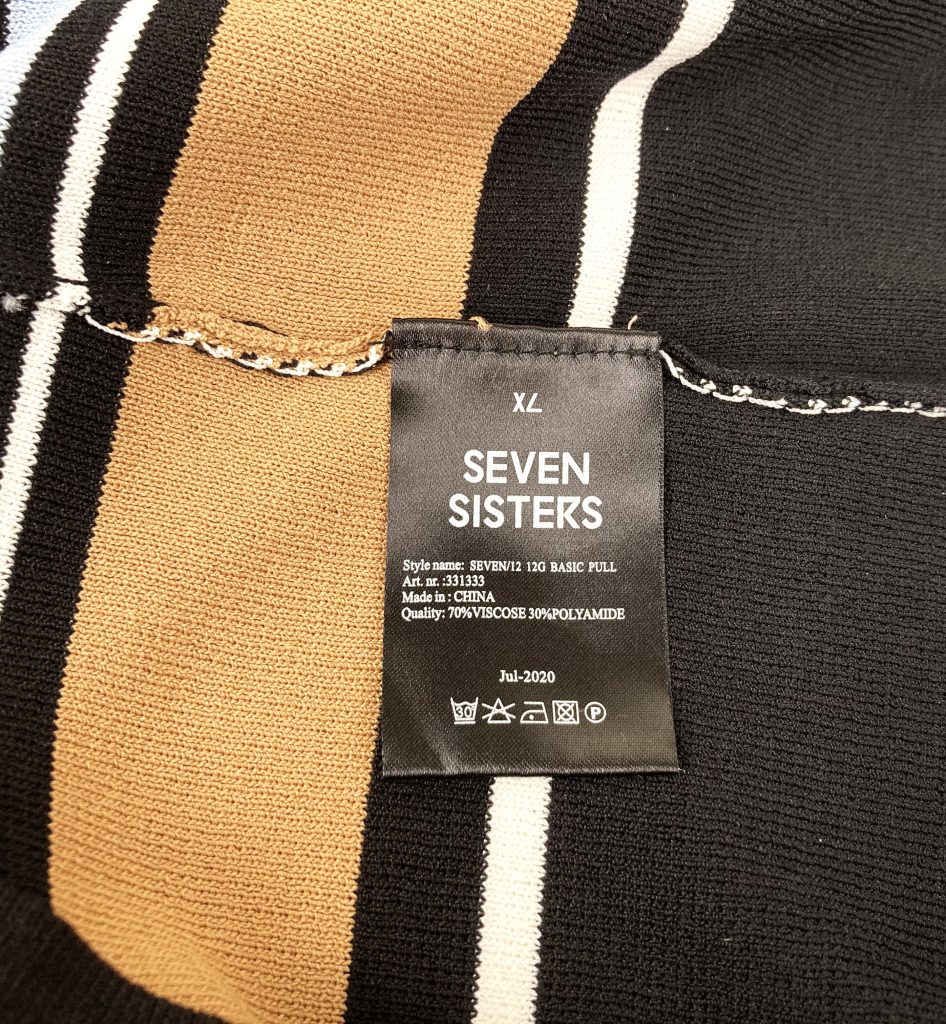 XL
SEVEN
SISTERS
Style name: SEVEN/12 12G BASIC PULL
Art. nr. :331333
Made in : CHINA
Quality: 70%VISCOSE 30%POLYAMIDE
Jul-2020
30 P